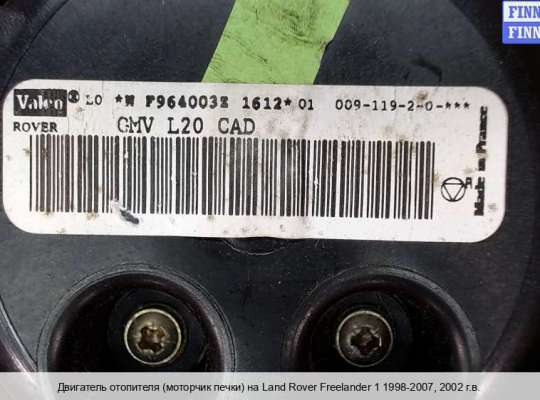 FINN
FINN
Valeo ® LO *W F964003Z 1612* 01 009-119-2-0-***
ROVER GMV L20 CAD
Made in France
Двигатель отопителя (моторчик печки) на Land Rover Freelander 1 1998-2007, 2002 г.в.